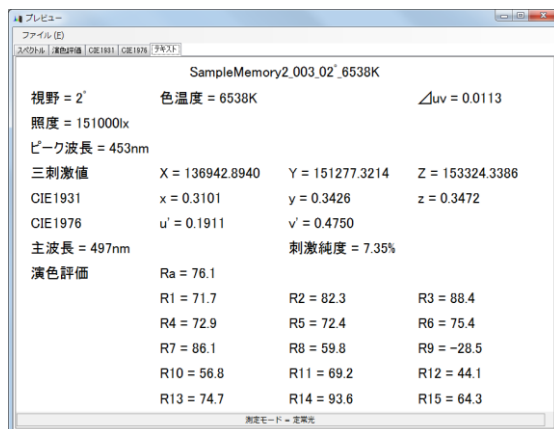 プレビュー
ファイル(E)
スペクトル 演色評価 CIE1931 CIE1976 テキスト
SampleMemory2_003_02°_6538K
視野 = 2° 色温度 = 6538K ⊿uv = 0.0113
照度 = 151000lx
ピーク波長 = 453nm
三刺激値 X = 136942.8940 Y = 151277.3214 Z = 153324.3386
CIE1931 x = 0.3101 y = 0.3426 z = 0.3472
CIE1976 u' = 0.1911 v' = 0.4750
主波長 = 497nm 刺激純度 = 7.35%
演色評価 Ra = 76.1
R1 = 71.7 R2 = 82.3 R3 = 88.4
R4 = 72.9 R5 = 72.4 R6 = 75.4
R7 = 86.1 R8 = 59.8 R9 = -28.5
R10 = 56.8 R11 = 69.2 R12 = 44.1
R13 = 74.7 R14 = 93.6 R15 = 64.3
測定モード = 定常光